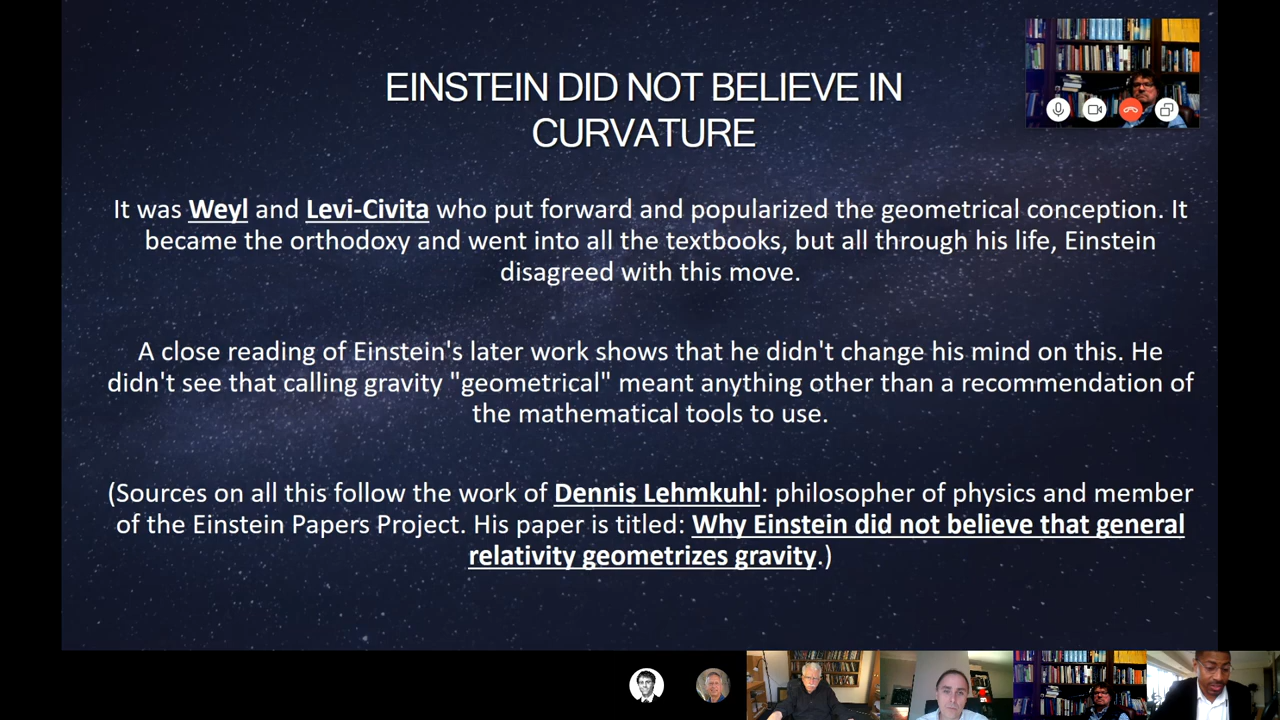 EINSTEIN DID NOT BELIEVE IN
CURVATURE
It was Weyl and Levi-Civita who put forward and popularized the geometrical conception. It
became the orthodoxy and went into all the textbooks, but all through his life, Einstein
disagreed with this move.
A close reading of Einstein's later work shows that he didn't change his mind on this. He
didn't see that calling gravity "geometrical" meant anything other than a recommendation of
the mathematical tools to use.
(Sources on all this follow the work of Dennis Lehmkuhl: philosopher of physics and member
of the Einstein Papers Project. His paper is titled: Why Einstein did not believe that general
relativity geometrizes gravity.)